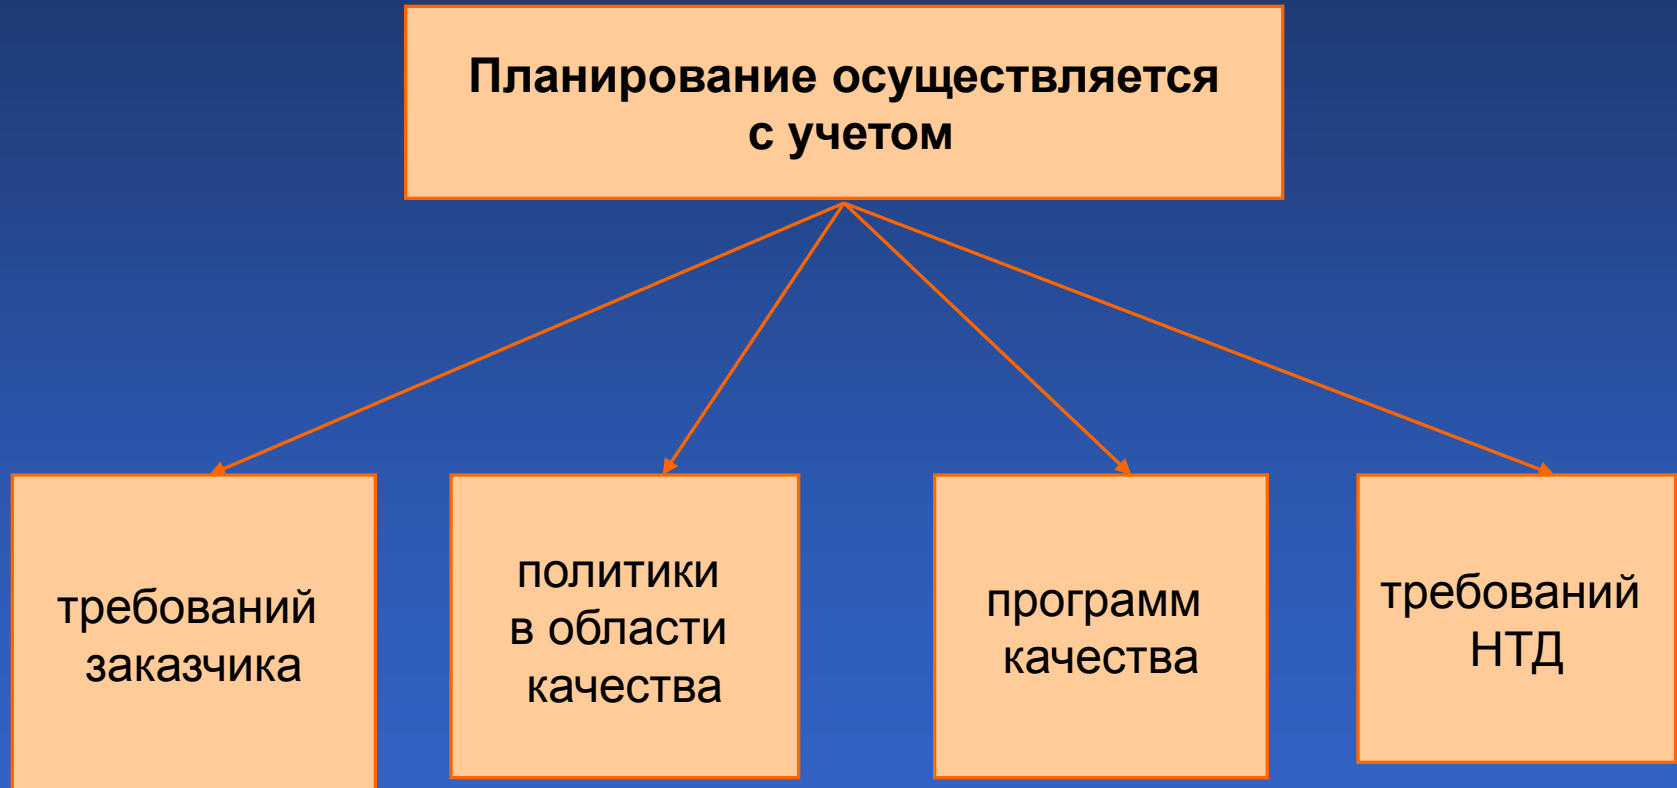 Планирование осуществляется
с учетом
требований
заказчика
политики
в области
качества
программ
качества
требований
НТД